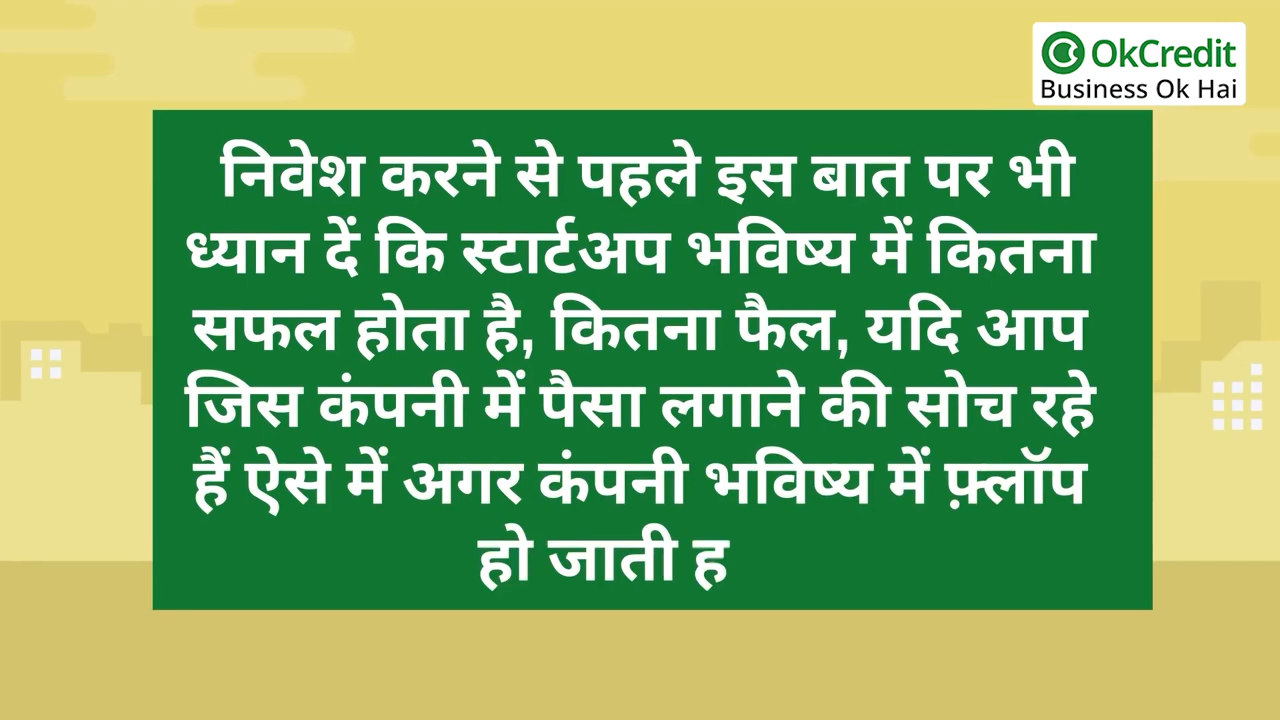 OkCredit
Business Ok Hai
निवेश करने से पहले इस बात पर भी
ध्यान दें कि स्टार्टअप भविष्य में कितना
सफल होता है, कितना फैल, यदि आप
जिस कंपनी में पैसा लगाने की सोच रहे
हैं ऐसे में अगर कंपनी भविष्य में फ़्लॉप
हो जाती ह